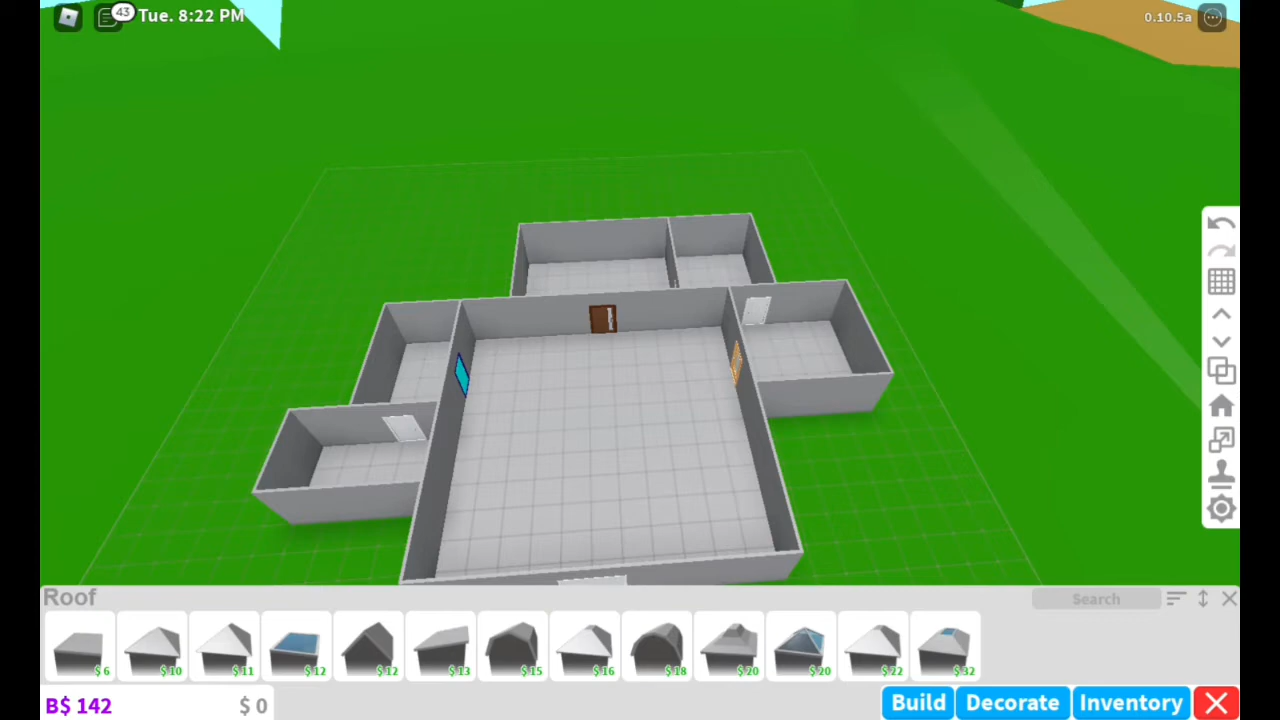 43 Tue. 8:22 PM
0.10.5a
Roof
Search
$6 $10 $11 $12 $12 $13 $15 $16 $18 $20 $20 $22 $32
B$ 142
$ 0
Build Decorate Inventory